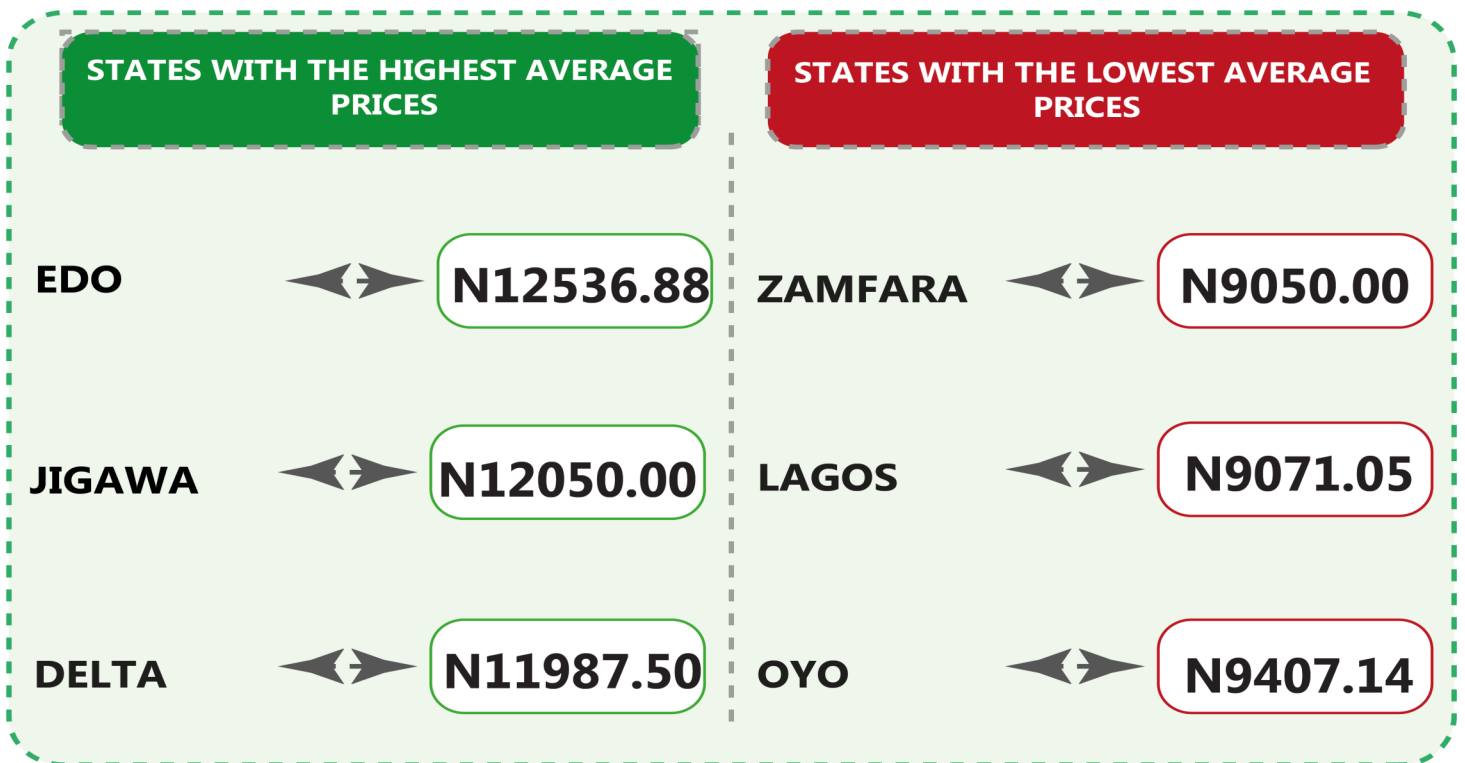 STATES WITH THE HIGHEST AVERAGE
PRICES
EDO N12536.88
JIGAWA N12050.00
DELTA N11987.50
STATES WITH THE LOWEST AVERAGE
PRICES
ZAMFARA N9050.00
LAGOS N9071.05
OYO N9407.14